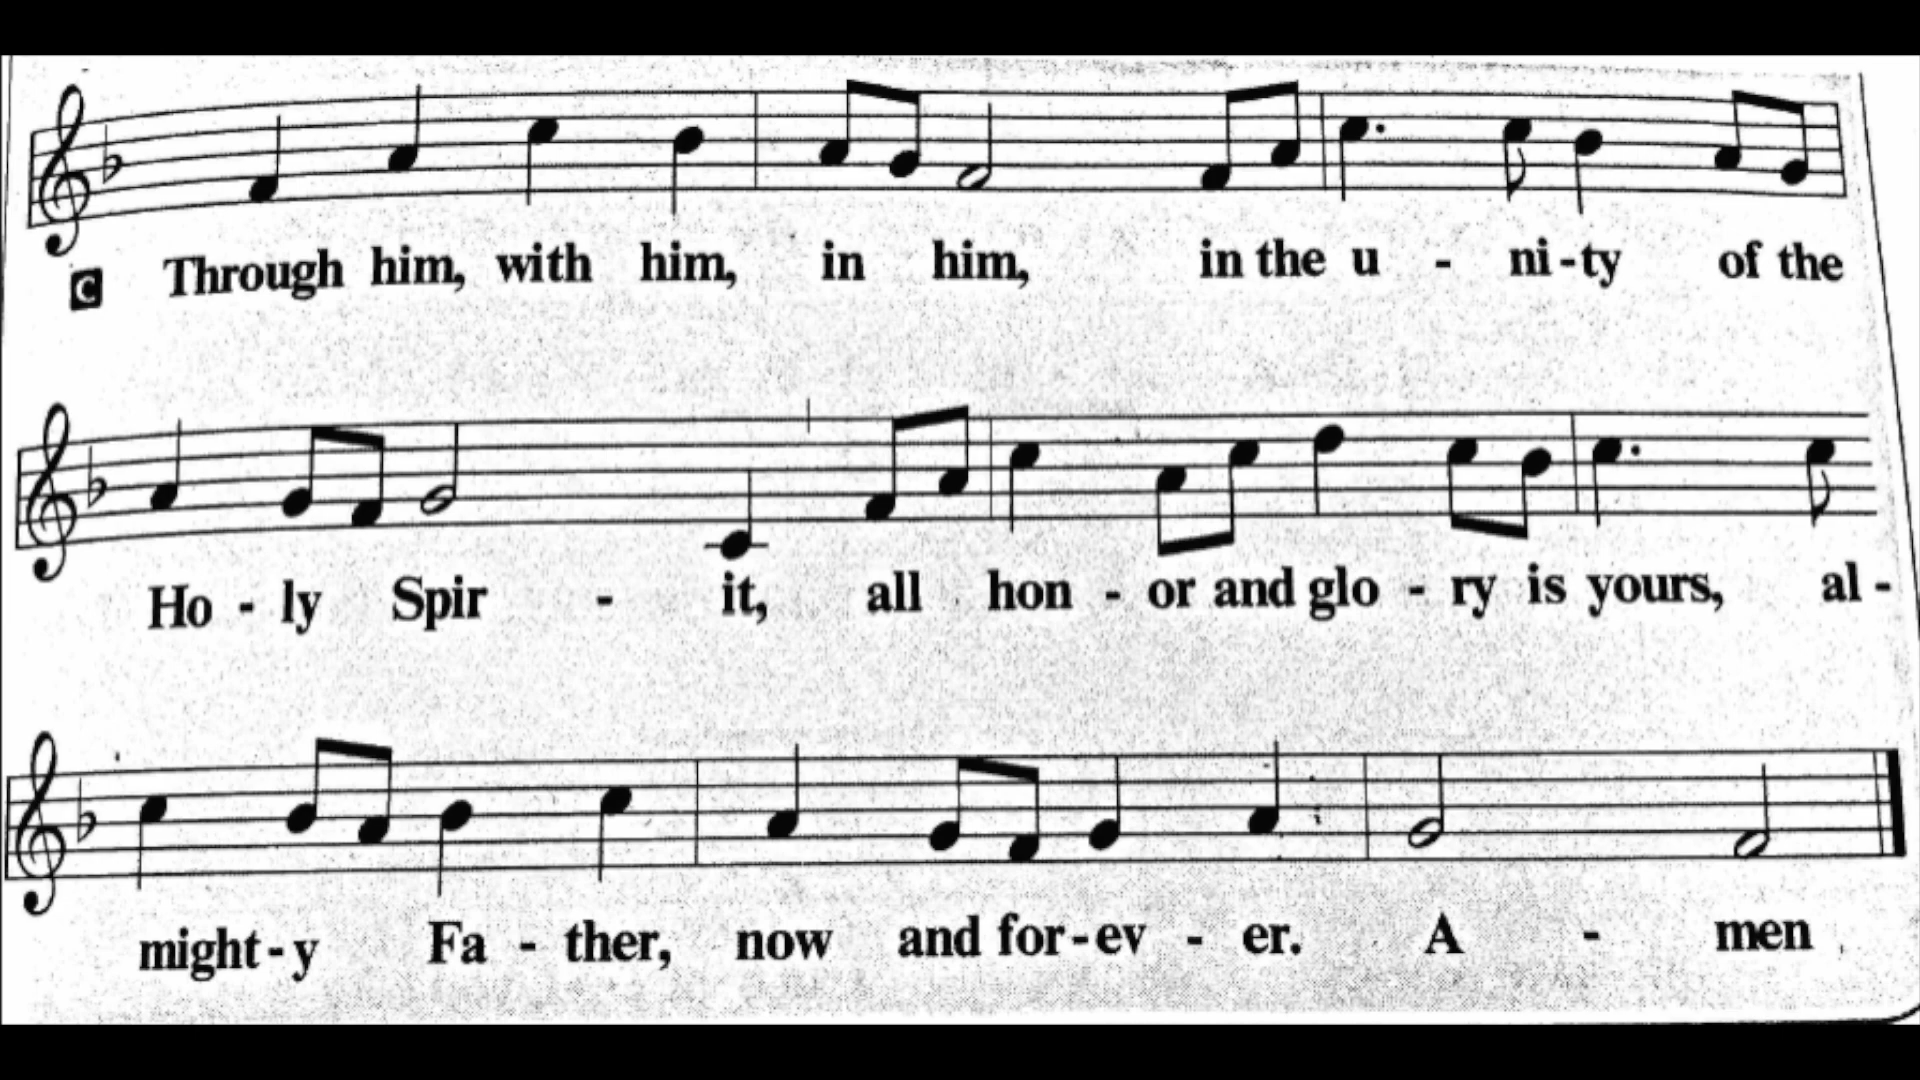 C Through him, with him, in him, in the u - ni - ty of the
Ho - ly Spir - it, all hon - or and glo - ry is yours, al -
might - y Fa - ther, now and for - ev - er. A - men